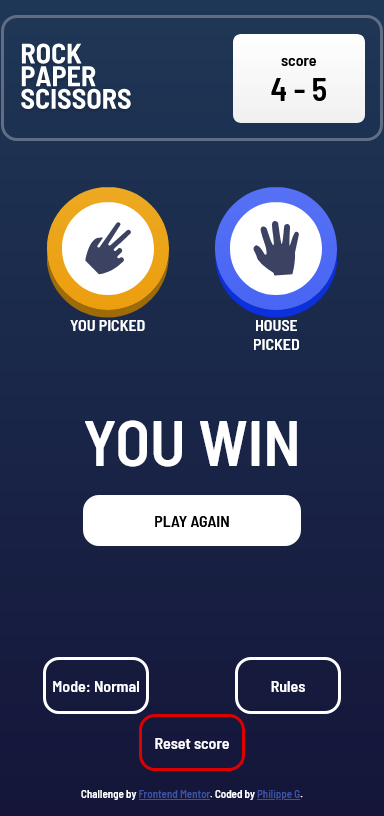 ROCK
PAPER
SCISSORS
score
4 - 5
YOU PICKED
HOUSE
PICKED
YOU WIN
PLAY AGAIN
Mode: Normal
Rules
Reset score
Challenge by Frontend Mentor. Coded by Philippe G.